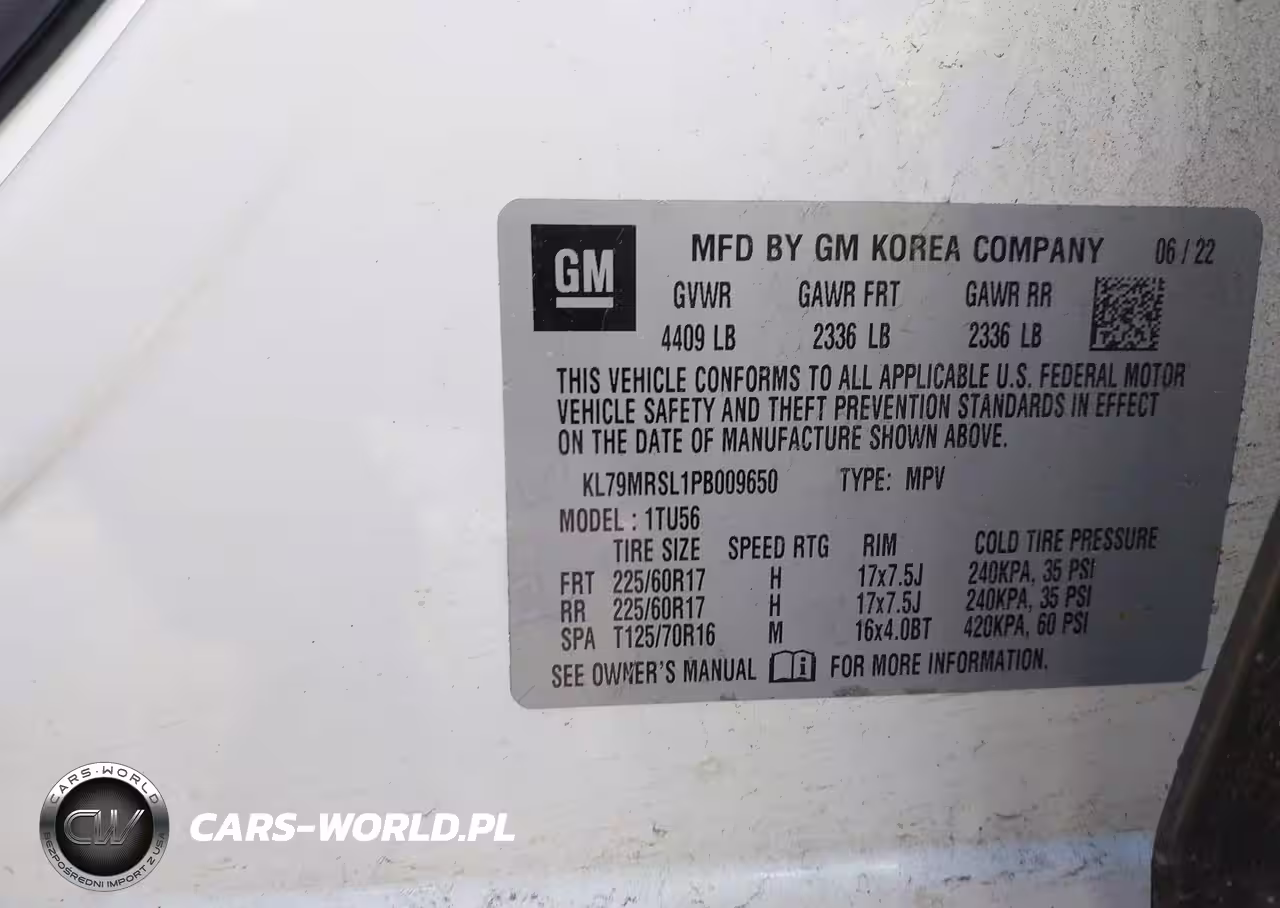 GM
MFD BY GM KOREA COMPANY 06 / 22
GVWR GAWR FRT GAWR RR
4409 LB 2336 LB 2336 LB
THIS VEHICLE CONFORMS TO ALL APPLICABLE U.S. FEDERAL MOTOR
VEHICLE SAFETY AND THEFT PREVENTION STANDARDS IN EFFECT
ON THE DATE OF MANUFACTURE SHOWN ABOVE.
KL79MRSL1PB009650 TYPE: MPV
MODEL : 1TU56
TIRE SIZE SPEED RTG RIM COLD TIRE PRESSURE
FRT 225/60R17 H 17x7.5J 240KPA, 35 PSI
RR 225/60R17 H 17x7.5J 240KPA, 35 PSI
SPA T125/70R16 M 16x4.0BT 420KPA, 60 PSI
SEE OWNER'S MANUAL FOR MORE INFORMATION.
CARS-WORLD
CW
BEZPOŚREDNI IMPORT Z USA
CARS-WORLD.PL